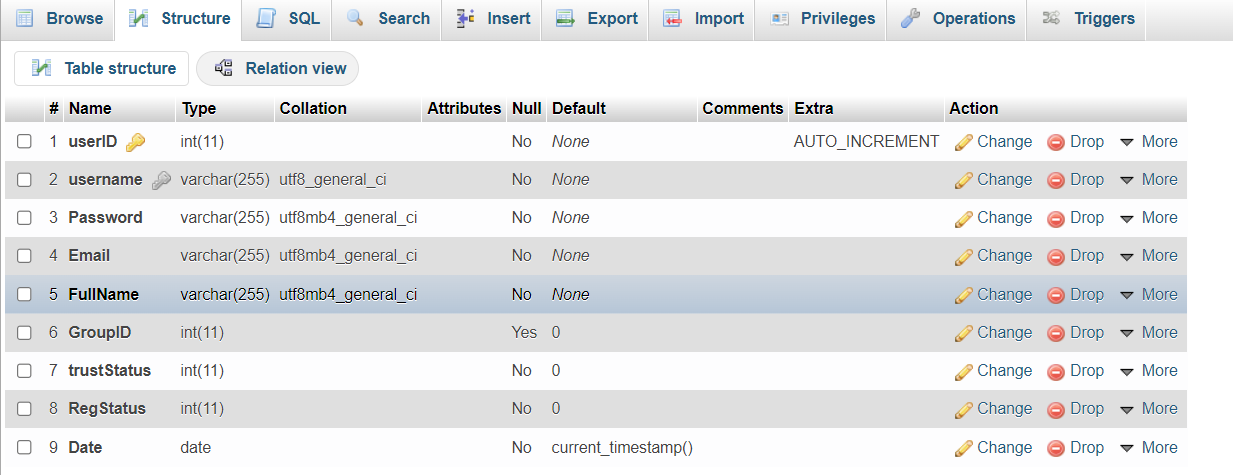 Browse Structure SQL Search Insert Export Import Privileges Operations Triggers
Table structure Relation view
# Name Type Collation Attributes Null Default Comments Extra Action
1 userID int(11) No None AUTO_INCREMENT Change Drop More
2 username varchar(255) utf8_general_ci No None Change Drop More
3 Password varchar(255) utf8mb4_general_ci No None Change Drop More
4 Email varchar(255) utf8mb4_general_ci No None Change Drop More
5 FullName varchar(255) utf8mb4_general_ci No None Change Drop More
6 GroupID int(11) Yes 0 Change Drop More
7 trustStatus int(11) No 0 Change Drop More
8 RegStatus int(11) No 0 Change Drop More
9 Date date No current_timestamp() Change Drop More